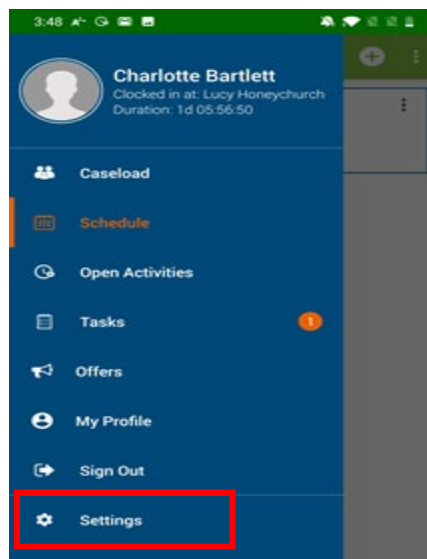 3:48
Charlotte Bartlett
Clocked in at: Lucy Honeychurch
Duration: 1d 05:56:50
Caseload
Schedule
Open Activities
Tasks
1
Offers
My Profile
Sign Out
Settings